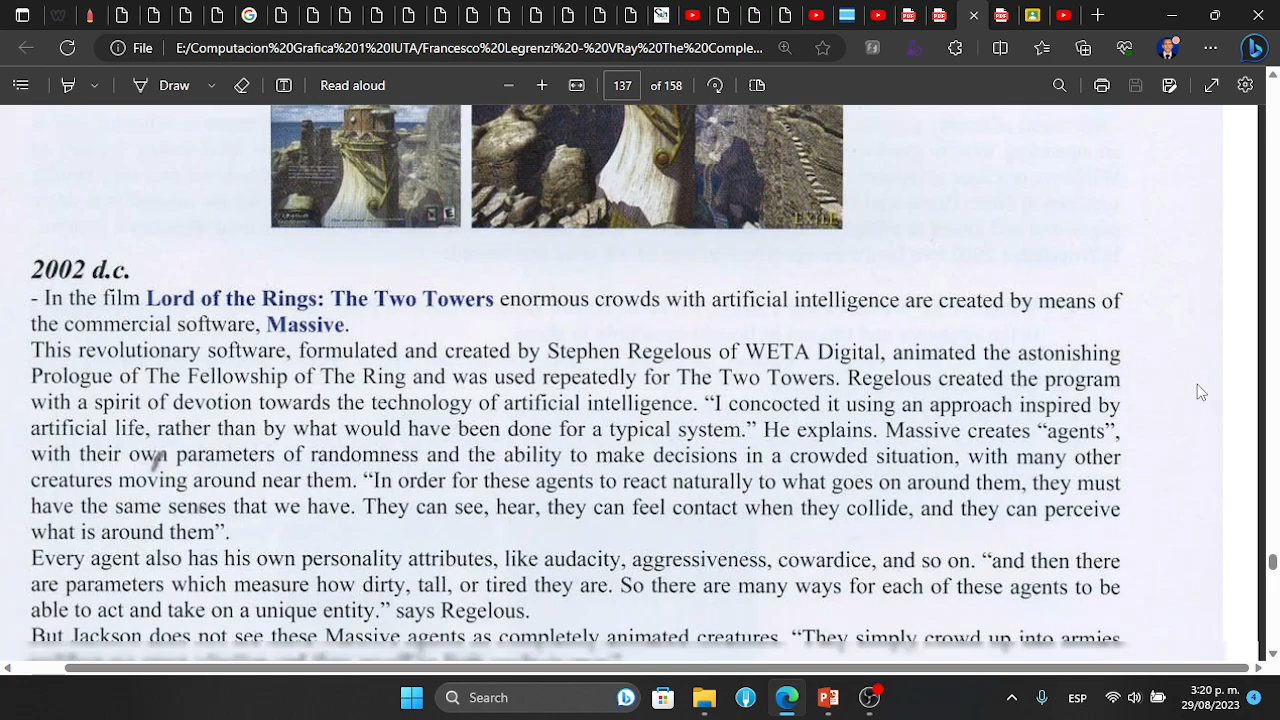 File
E:/Computacion%20Grafica%201%20IUTA/Francesco%20Legrenzi%20-%20VRay%20The%20Comple...
Draw
Read aloud
137 of 158
EXILE
2002 d.c.
- In the film Lord of the Rings: The Two Towers enormous crowds with artificial intelligence are created by means of
the commercial software, Massive.
This revolutionary software, formulated and created by Stephen Regelous of WETA Digital, animated the astonishing
Prologue of The Fellowship of The Ring and was used repeatedly for The Two Towers. Regelous created the program
with a spirit of devotion towards the technology of artificial intelligence. “I concocted it using an approach inspired by
artificial life, rather than by what would have been done for a typical system.” He explains. Massive creates “agents”,
with their own parameters of randomness and the ability to make decisions in a crowded situation, with many other
creatures moving around near them. “In order for these agents to react naturally to what goes on around them, they must
have the same senses that we have. They can see, hear, they can feel contact when they collide, and they can perceive
what is around them”.
Every agent also has his own personality attributes, like audacity, aggressiveness, cowardice, and so on. “and then there
are parameters which measure how dirty, tall, or tired they are. So there are many ways for each of these agents to be
able to act and take on a unique entity.” says Regelous.
But Jackson does not see these Massive agents as completely animated creatures. “They simply crowd up into armies
Search
ESP
3:20 p. m.
29/08/2023
4